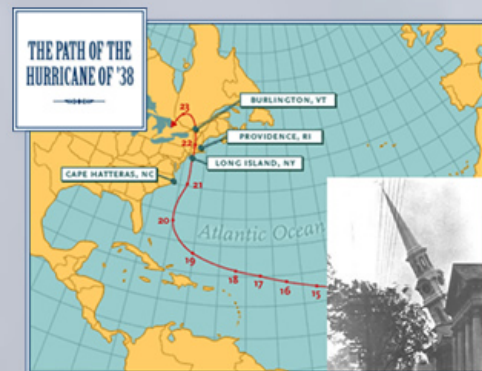 THE PATH OF THE
HURRICANE OF '38
23
BURLINGTON, VT
22
PROVIDENCE, RI
LONG ISLAND, NY
CAPE HATTERAS, NC
21
20
Atlantic Ocean
19
18
17
16
15